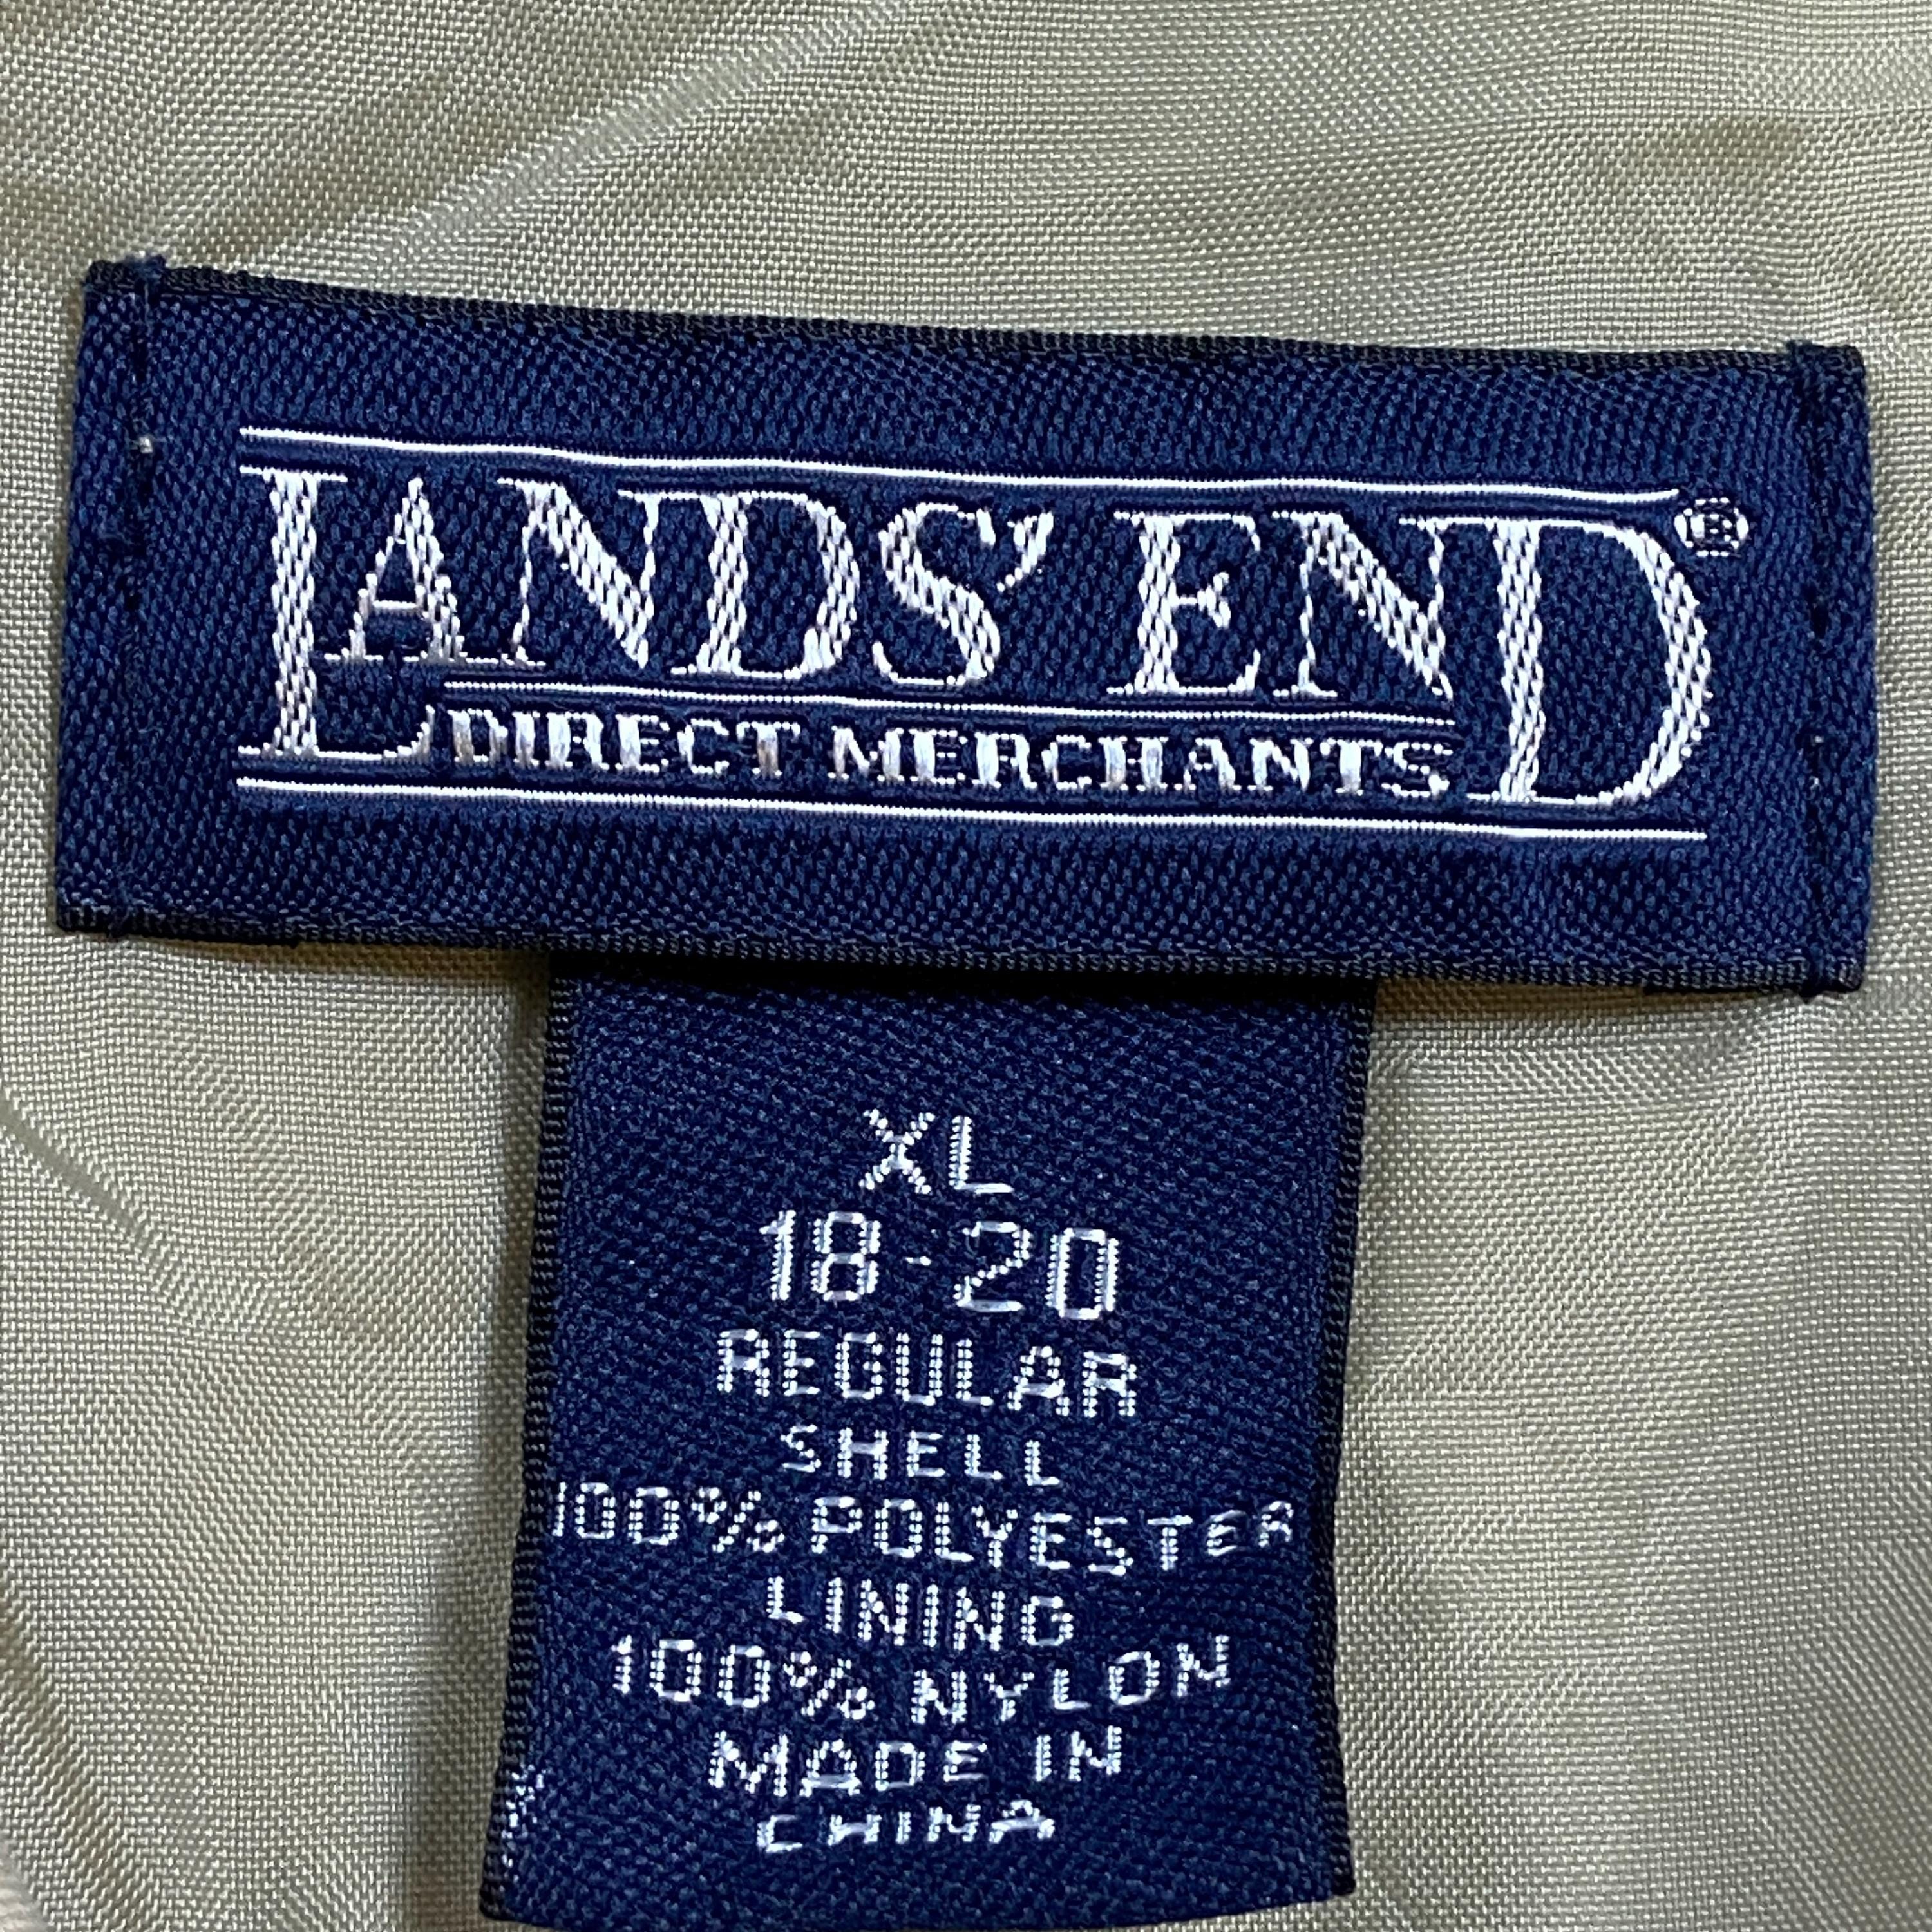 LANDS' END®
DIRECT MERCHANTS
XL
18-20
REGULAR
SHELL
100% POLYESTER
LINING
100% NYLON
MADE IN
CHINA